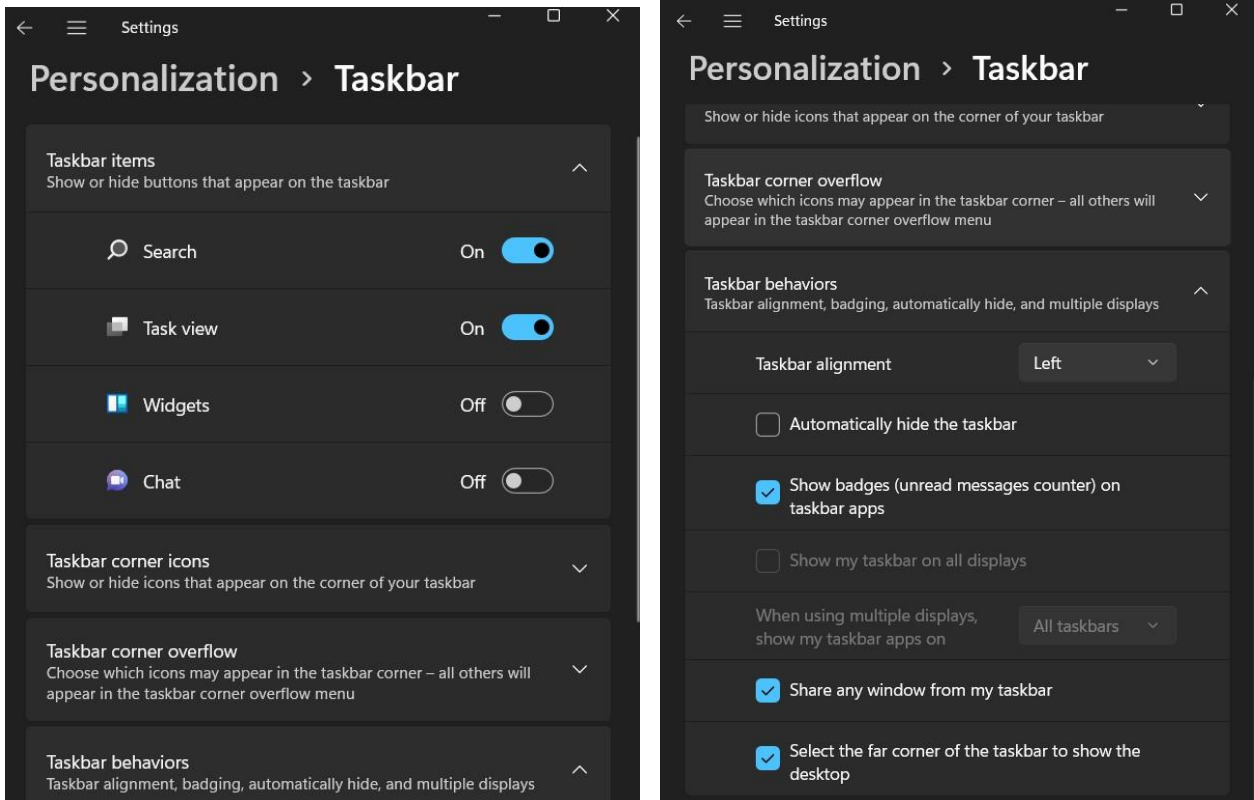 Settings
Personalization > Taskbar
Taskbar items
Show or hide buttons that appear on the taskbar
Search On
Task view On
Widgets Off
Chat Off
Taskbar corner icons
Show or hide icons that appear on the corner of your taskbar
Taskbar corner overflow
Choose which icons may appear in the taskbar corner – all others will
appear in the taskbar corner overflow menu
Taskbar behaviors
Taskbar alignment, badging, automatically hide, and multiple displays
Settings
Personalization > Taskbar
Show or hide icons that appear on the corner of your taskbar
Taskbar corner overflow
Choose which icons may appear in the taskbar corner – all others will
appear in the taskbar corner overflow menu
Taskbar behaviors
Taskbar alignment, badging, automatically hide, and multiple displays
Taskbar alignment Left
Automatically hide the taskbar
Show badges (unread messages counter) on
taskbar apps
Show my taskbar on all displays
When using multiple displays,
show my taskbar apps on All taskbars
Share any window from my taskbar
Select the far corner of the taskbar to show the
desktop